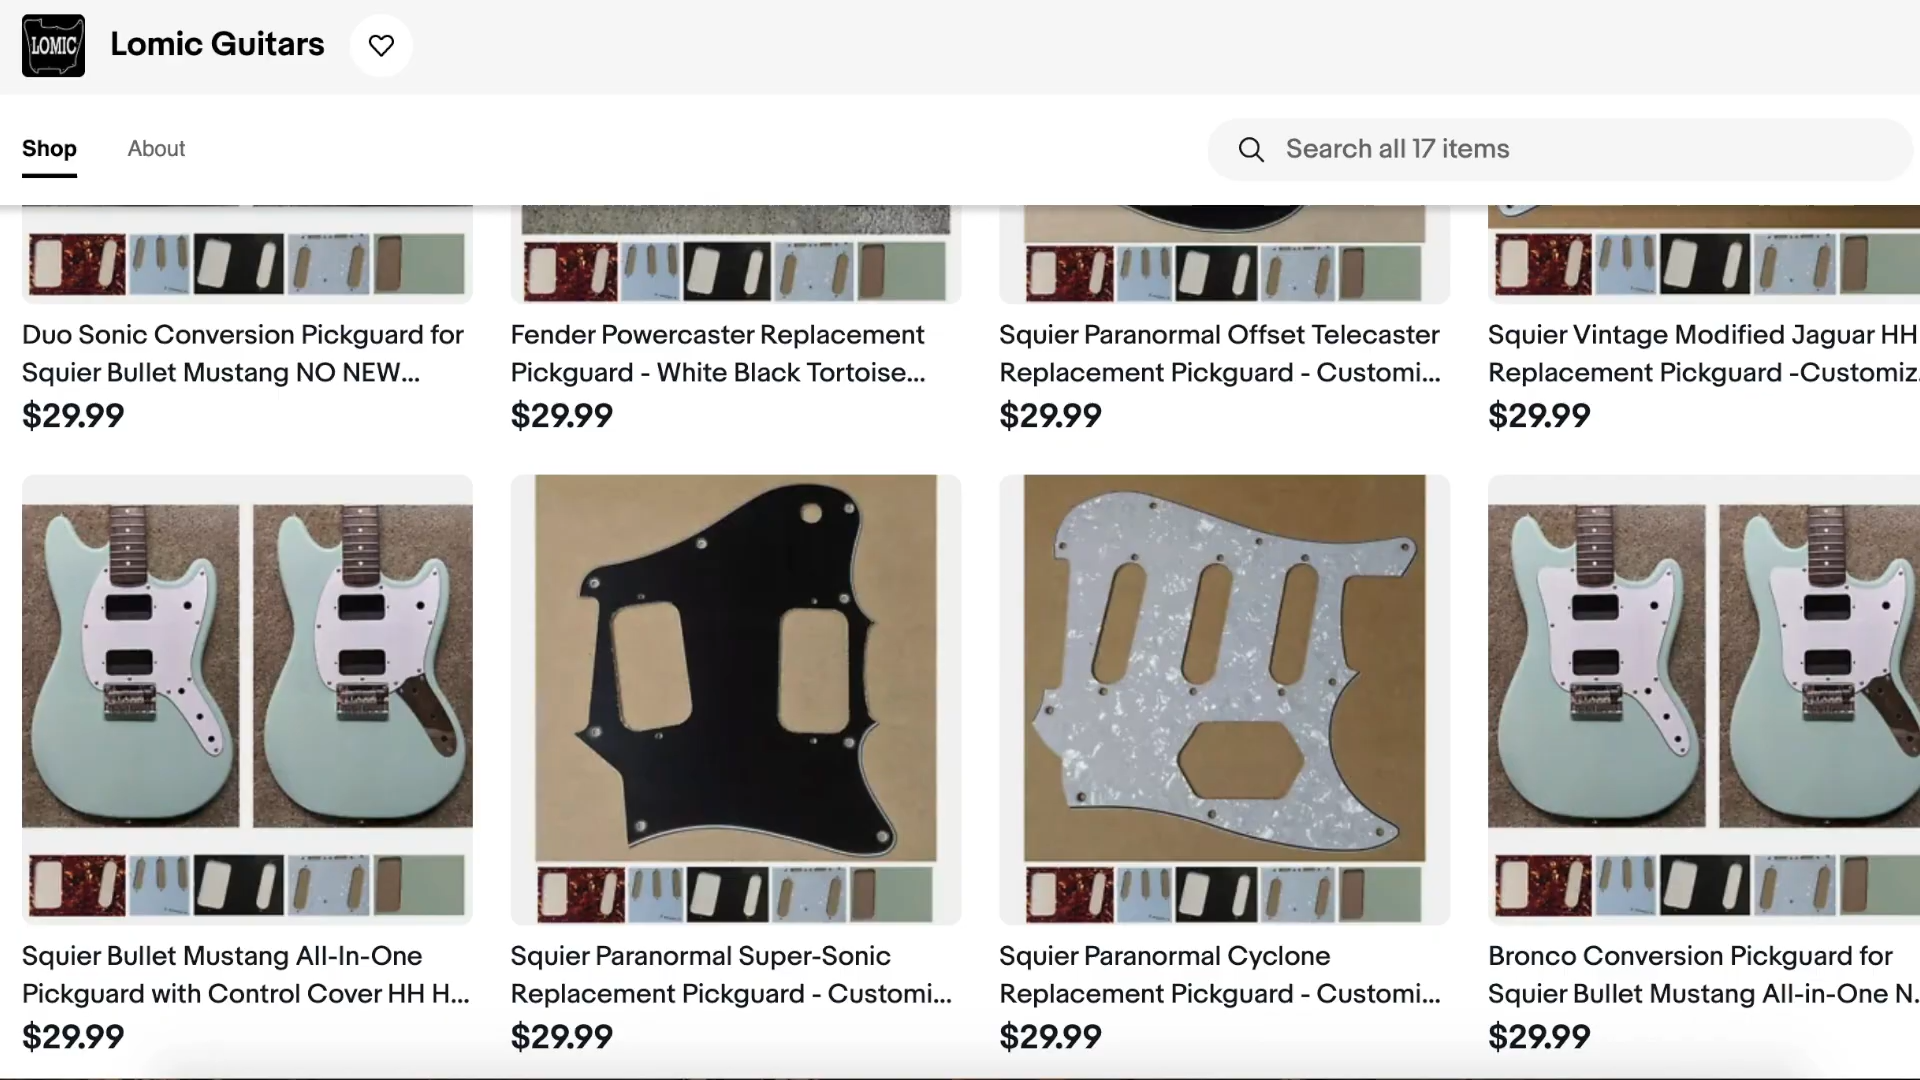 LOMIC
Lomic Guitars
Shop
About
Search all 17 items
Duo Sonic Conversion Pickguard for
Squier Bullet Mustang NO NEW...
$29.99
Fender Powercaster Replacement
Pickguard - White Black Tortoise...
$29.99
Squier Paranormal Offset Telecaster
Replacement Pickguard - Customi...
$29.99
Squier Vintage Modified Jaguar HH
Replacement Pickguard -Customiz.
$29.99
Squier Bullet Mustang All-In-One
Pickguard with Control Cover HH H...
$29.99
Squier Paranormal Super-Sonic
Replacement Pickguard - Customi...
$29.99
Squier Paranormal Cyclone
Replacement Pickguard - Customi...
$29.99
Bronco Conversion Pickguard for
Squier Bullet Mustang All-in-One N.
$29.99